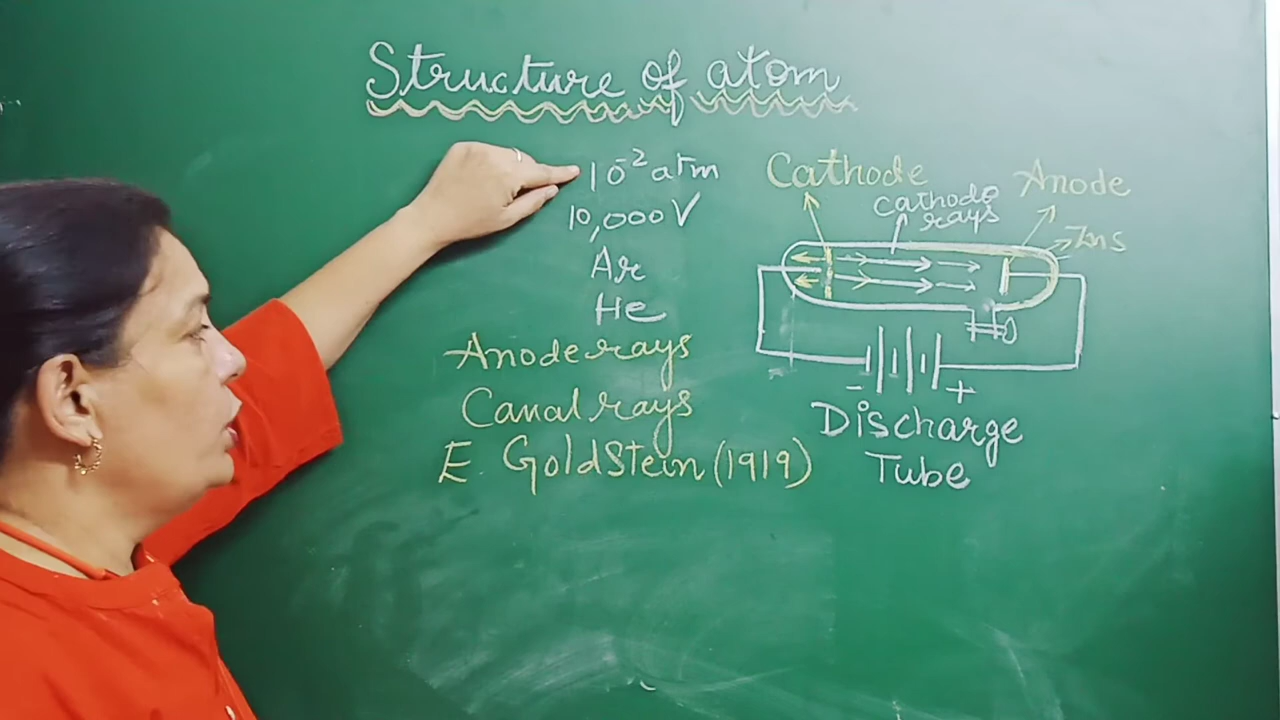 Structure of atom
10⁻² atm
10,000 V
Ar
He
Anode rays
Canal rays
E. Goldstein (1919)
Cathode
Anode
cathode
rays
ZnS
- +
Discharge
Tube